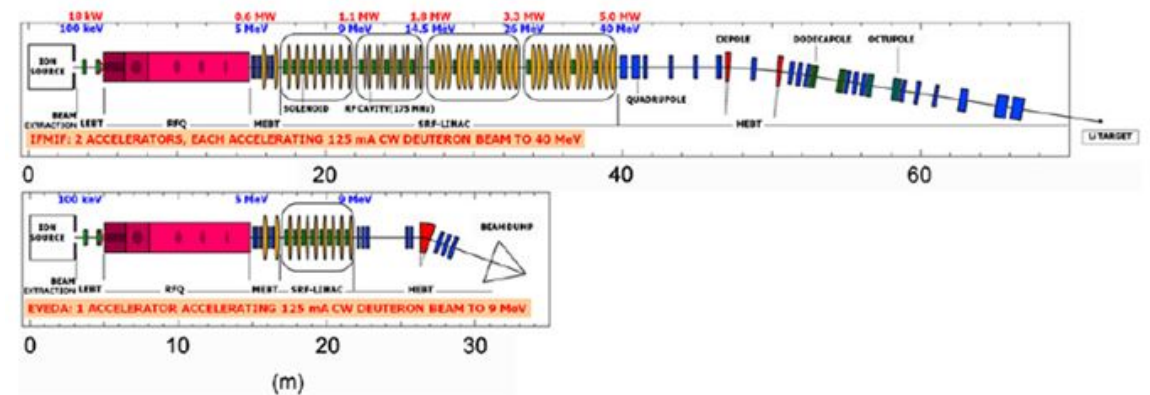 18 kW 0.6 MW 1.1 MW 1.8 MW 3.3 MW 5.0 MW
100 keV 5 MeV 9 MeV 14.5 MeV 26 MeV 40 MeV
ION SOURCE
DIPOLE DODECAPOLE OCTUPOLE
SOLENOID RF CAVITY(175 MHz) QUADRUPOLE
BEAM EXTRACTION LEBT RFQ MEBT SRF-LINAC HEBT
Li TARGET
IFMIF: 2 ACCELERATORS, EACH ACCELERATING 125 mA CW DEUTERON BEAM TO 40 MeV
0 20 40 60
100 keV 5 MeV 9 MeV
ION SOURCE
BEAM DUMP
BEAM EXTRACTION LEBT RFQ MEBT SRF-LINAC HEBT
EVEDA: 1 ACCELERATOR ACCELERATING 125 mA CW DEUTERON BEAM TO 9 MeV
0 10 20 30
(m)